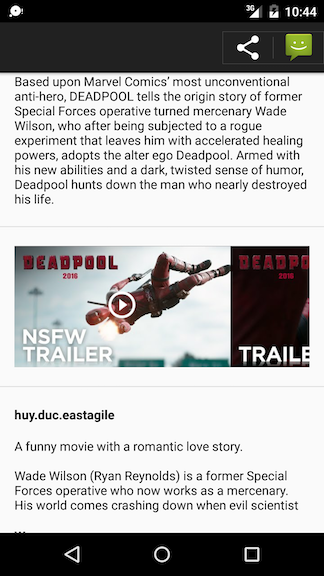 3G 10:44
Based upon Marvel Comics' most unconventional
anti-hero, DEADPOOL tells the origin story of former
Special Forces operative turned mercenary Wade
Wilson, who after being subjected to a rogue
experiment that leaves him with accelerated healing
powers, adopts the alter ego Deadpool. Armed with
his new abilities and a dark, twisted sense of humor,
Deadpool hunts down the man who nearly destroyed
his life.
DEADPOOL DEADPO
2016
NSFW
TRAILER TRAILE
huy.duc.eastagile
A funny movie with a romantic love story.
Wade Wilson (Ryan Reynolds) is a former Special
Forces operative who now works as a mercenary.
His world comes crashing down when evil scientist